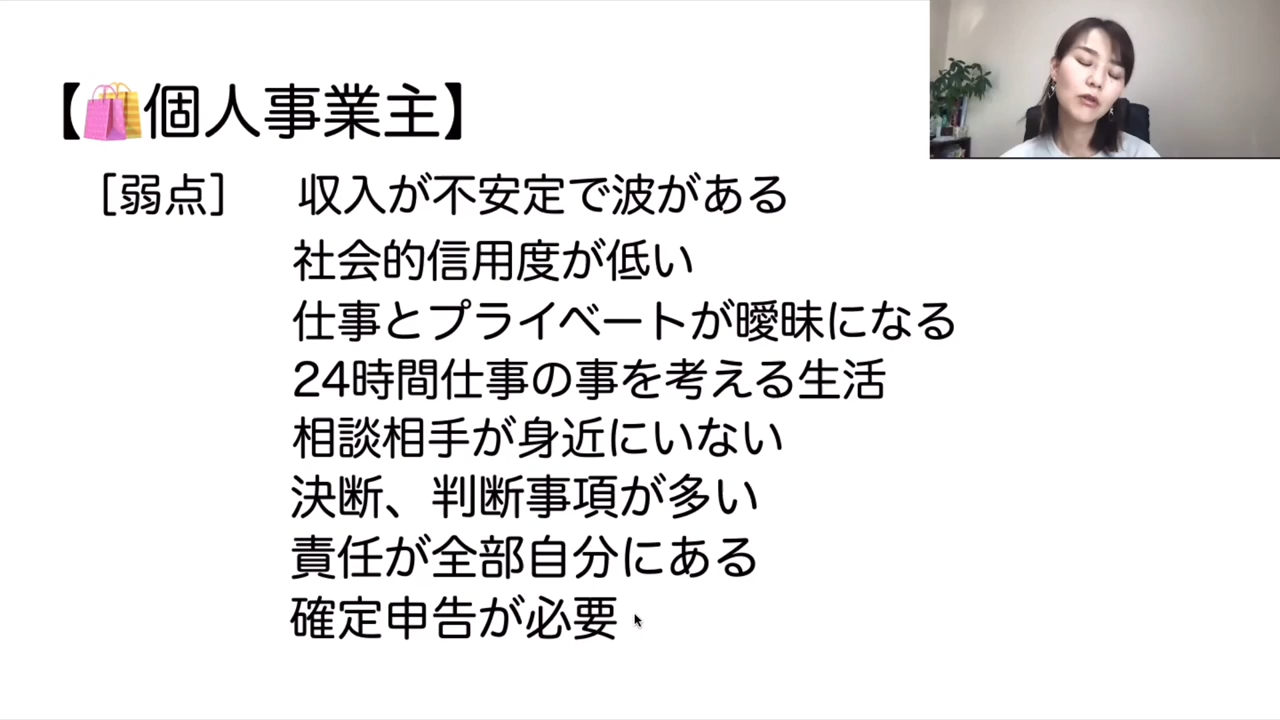 【🛍️個人事業主】
[弱点] 収入が不安定で波がある
社会的信用度が低い
仕事とプライベートが曖昧になる
24時間仕事の事を考える生活
相談相手が身近にいない
決断、判断事項が多い
責任が全部自分にある
確定申告が必要